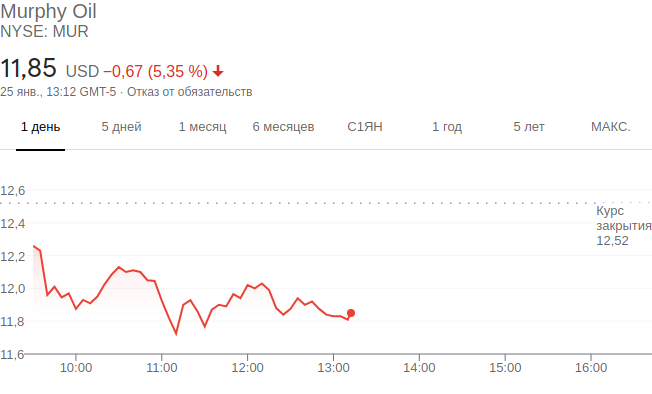 Murphy Oil
NYSE: MUR
11,85 USD −0,67 (5,35 %)
25 янв., 13:12 GMT-5 · Отказ от обязательств
1 день 5 дней 1 месяц 6 месяцев С1ЯН 1 год 5 лет МАКС.
12,6
Курс
закрытия
12,52
12,4
12,2
12,0
11,8
11,6
10:00 11:00 12:00 13:00 14:00 15:00 16:00